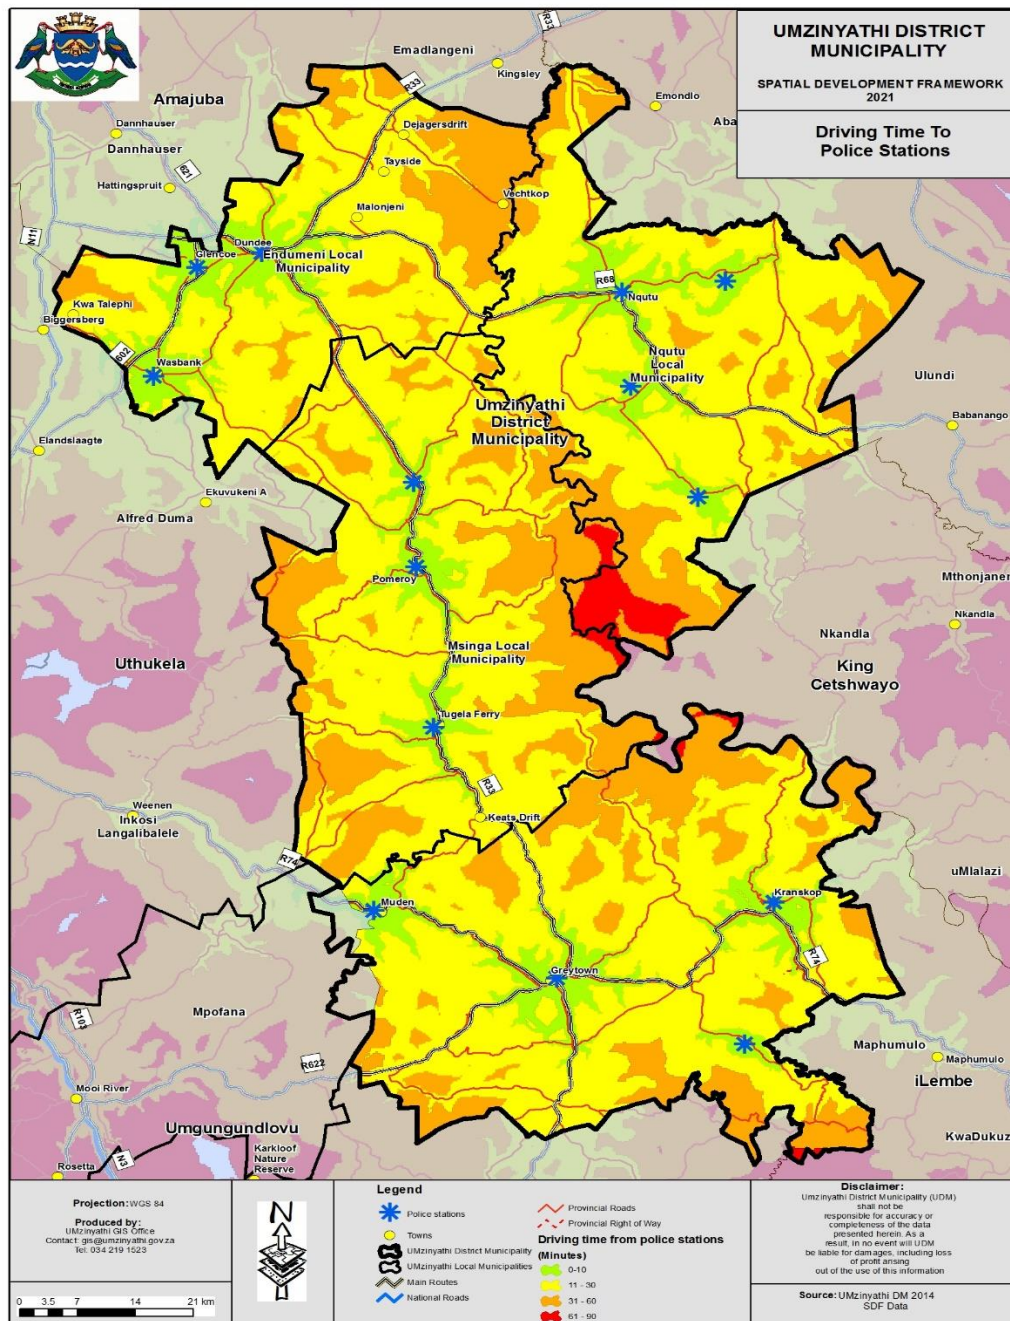 UMZINYATHI DISTRICT
MUNICIPALITY
SPATIAL DEVELOPMENT FRAMEWORK
2021
Driving Time To
Police Stations
R33
Emadlangeni
Kingsley
Amajuba
Emondlo
Dannhauser
Dannhauser
R33
Dejagersdrift
Aba
621
Tayside
Hattingspruit
Vechtkop
Malonjeni
N11
Dundee
Glencoe
Endumeni Local
Municipality
R68
Nqutu
Kwa Talephi
Biggersberg
602
Wasbank
Nqutu
Local
Municipality
Ulundi
Umzinyathi
District
Municipality
Babanango
Elandslaagte
Ekuvukeni A
Alfred Duma
Pomeroy
Mthonjaner
Nkandla
Nkandla
Msinga Local
Municipality
Uthukela
King
Cetshwayo
Tugela Ferry
R33
Weenen
Keats Drift
Inkosi
Langalibalele
R74
uMlalazi
Kranskop
Muden
R74
Greytown
Mpofana
R103
Maphumulo
Maphumulo
R622
iLembe
Mooi River
Umgungundlovu
KwaDukuz
Karkloof
Nature
Reserve
N3
Rosetta
Projection: WGS 84
Produced by:
UMzinyathi GIS Office
Contact: gis@umzinyathi.gov.za
Tel: 034 219 1523
0 3.5 7 14 21 km
N
Legend
Police stations
Towns
UMzinyathi District Municipality
UMzinyathi Local Municipalities
Main Routes
National Roads
Provincial Roads
Provincial Right of Way
Driving time from police stations
(Minutes)
0-10
11 - 30
31 - 60
61 - 90
Disclaimer:
Umzinyathi District Municipality (UDM)
shall not be
responsible for accuracy or
completeness of the data
presented herein. As a
result, in no event will UDM
be liable for damages, including loss
of profit arising
out of the use of this information
Source: UMzinyathi DM 2014
SDF Data